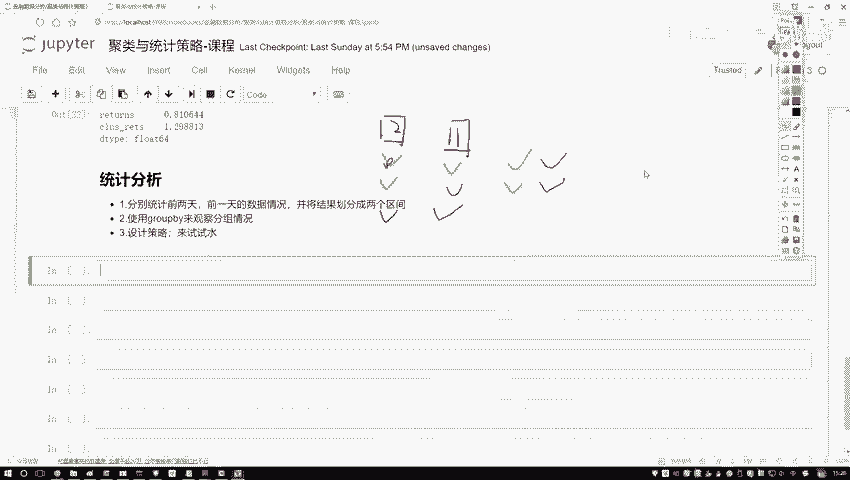 jupyter 聚类与统计策略-课程 Last Checkpoint: Last Sunday at 5:54 PM (unsaved changes)
File Edit View Insert Cell Kernel Widgets Help
Trusted
Code
returns 0.810644
clus_rets 1.298813
dtype: float64
2 11
统计分析
1.分别统计前两天，前一天的数据情况，并将结果划分成两个区间
2.使用groupby来观察分组情况
3.设计策略；来试试水
In [ ]:
In [ ]:
In [ ]:
In [ ]:
In [ ]:
In [ ]: